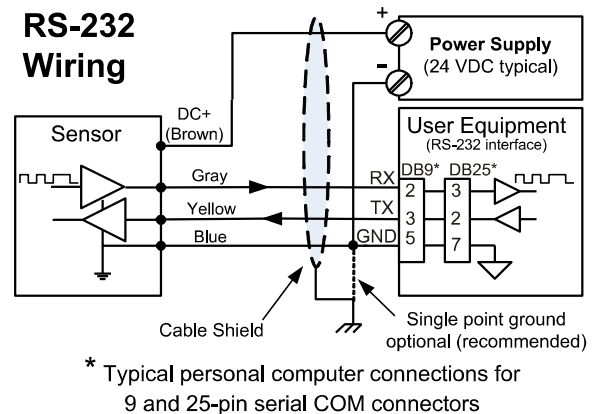 RS-232
Wiring
+
-
Power Supply
(24 VDC typical)
DC+
(Brown)
Sensor
User Equipment
(RS-232 interface)
DB9* DB25*
Gray
RX
2
3
Yellow
TX
3
2
Blue
GND
5
7
Cable Shield
Single point ground
optional (recommended)
* Typical personal computer connections for
9 and 25-pin serial COM connectors